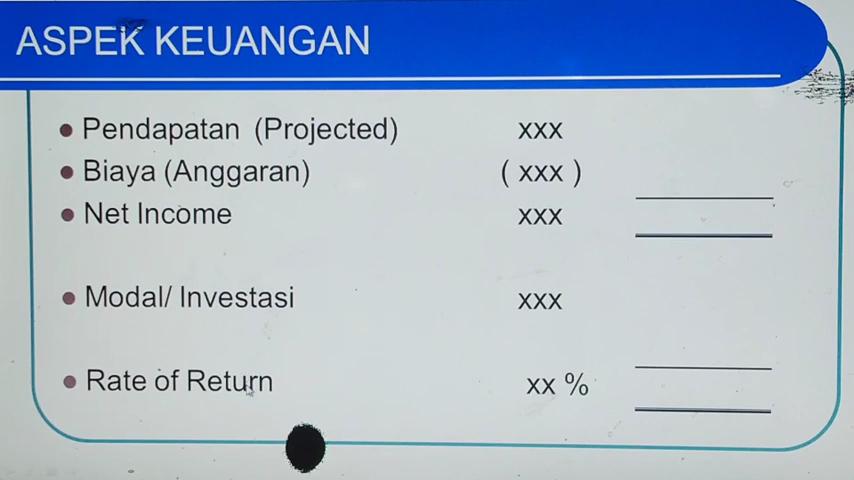 ASPEK KEUANGAN
Pendapatan (Projected) xxx
Biaya (Anggaran) ( xxx )
Net Income xxx
Modal/ Investasi xxx
Rate of Return xx %